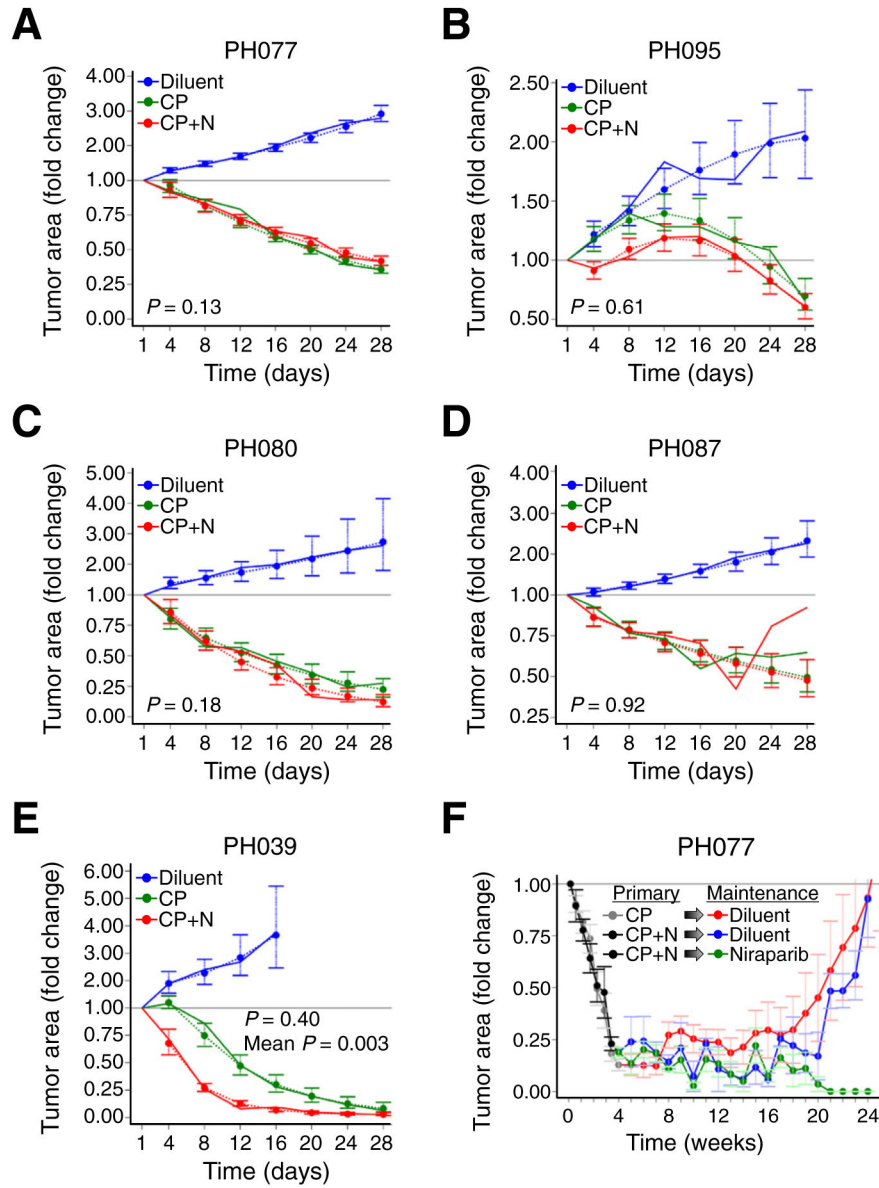 A
PH077
Tumor area (fold change)
4.00
3.00
2.00
1.00
0.75
0.50
0.25
0.00
Diluent
CP
CP+N
P = 0.13
1 4 8 12 16 20 24 28
Time (days)
B
PH095
Tumor area (fold change)
2.50
2.00
1.50
1.00
0.50
Diluent
CP
CP+N
P = 0.61
1 4 8 12 16 20 24 28
Time (days)
C
PH080
Tumor area (fold change)
5.00
4.00
3.00
2.00
1.00
0.75
0.50
0.25
0.00
Diluent
CP
CP+N
P = 0.18
1 4 8 12 16 20 24 28
Time (days)
D
PH087
Tumor area (fold change)
4.00
3.00
2.00
1.00
0.75
0.50
0.25
Diluent
CP
CP+N
P = 0.92
1 4 8 12 16 20 24 28
Time (days)
E
PH039
Tumor area (fold change)
6.00
5.00
4.00
3.00
2.00
1.00
0.75
0.50
0.25
0.00
Diluent
CP
CP+N
P = 0.40
Mean P = 0.003
1 4 8 12 16 20 24 28
Time (days)
F
PH077
Tumor area (fold change)
1.00
0.75
0.50
0.25
0.00
Primary Maintenance
CP Diluent
CP+N Diluent
CP+N Niraparib
0 4 8 12 16 20 24
Time (weeks)